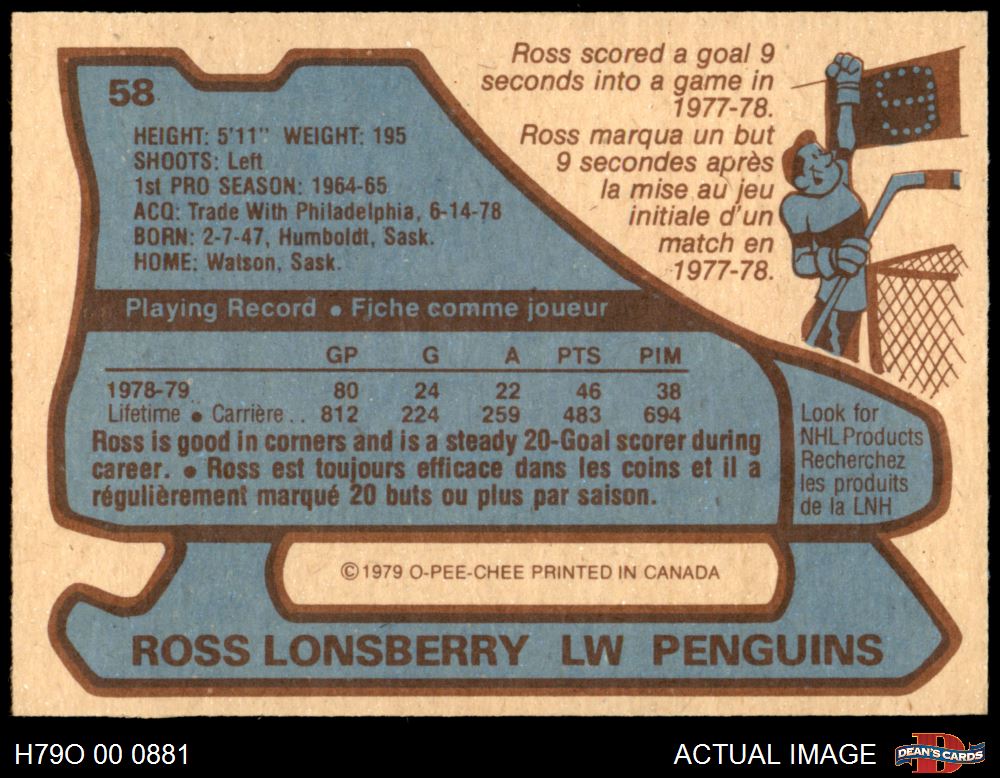 58
HEIGHT: 5'11" WEIGHT: 195
SHOOTS: Left
1st PRO SEASON: 1964-65
ACQ: Trade With Philadelphia, 6-14-78
BORN: 2-7-47, Humboldt, Sask.
HOME: Watson, Sask.
Ross scored a goal 9
seconds into a game in
1977-78.
Ross marqua un but
9 secondes après
la mise au jeu
initiale d'un
match en
1977-78.
9
Playing Record • Fiche comme joueur
GP G A PTS PIM
1978-79 80 24 22 46 38
Lifetime • Carrière .. 812 224 259 483 694
Ross is good in corners and is a steady 20-Goal scorer during
career. • Ross est toujours efficace dans les coins et il a
régulièrement marqué 20 buts ou plus par saison.
Look for
NHL Products
Recherchez
les produits
de la LNH
© 1979 O-PEE-CHEE PRINTED IN CANADA
ROSS LONSBERRY LW PENGUINS
H79O 00 0881
ACTUAL IMAGE
D
DEAN'S CARDS